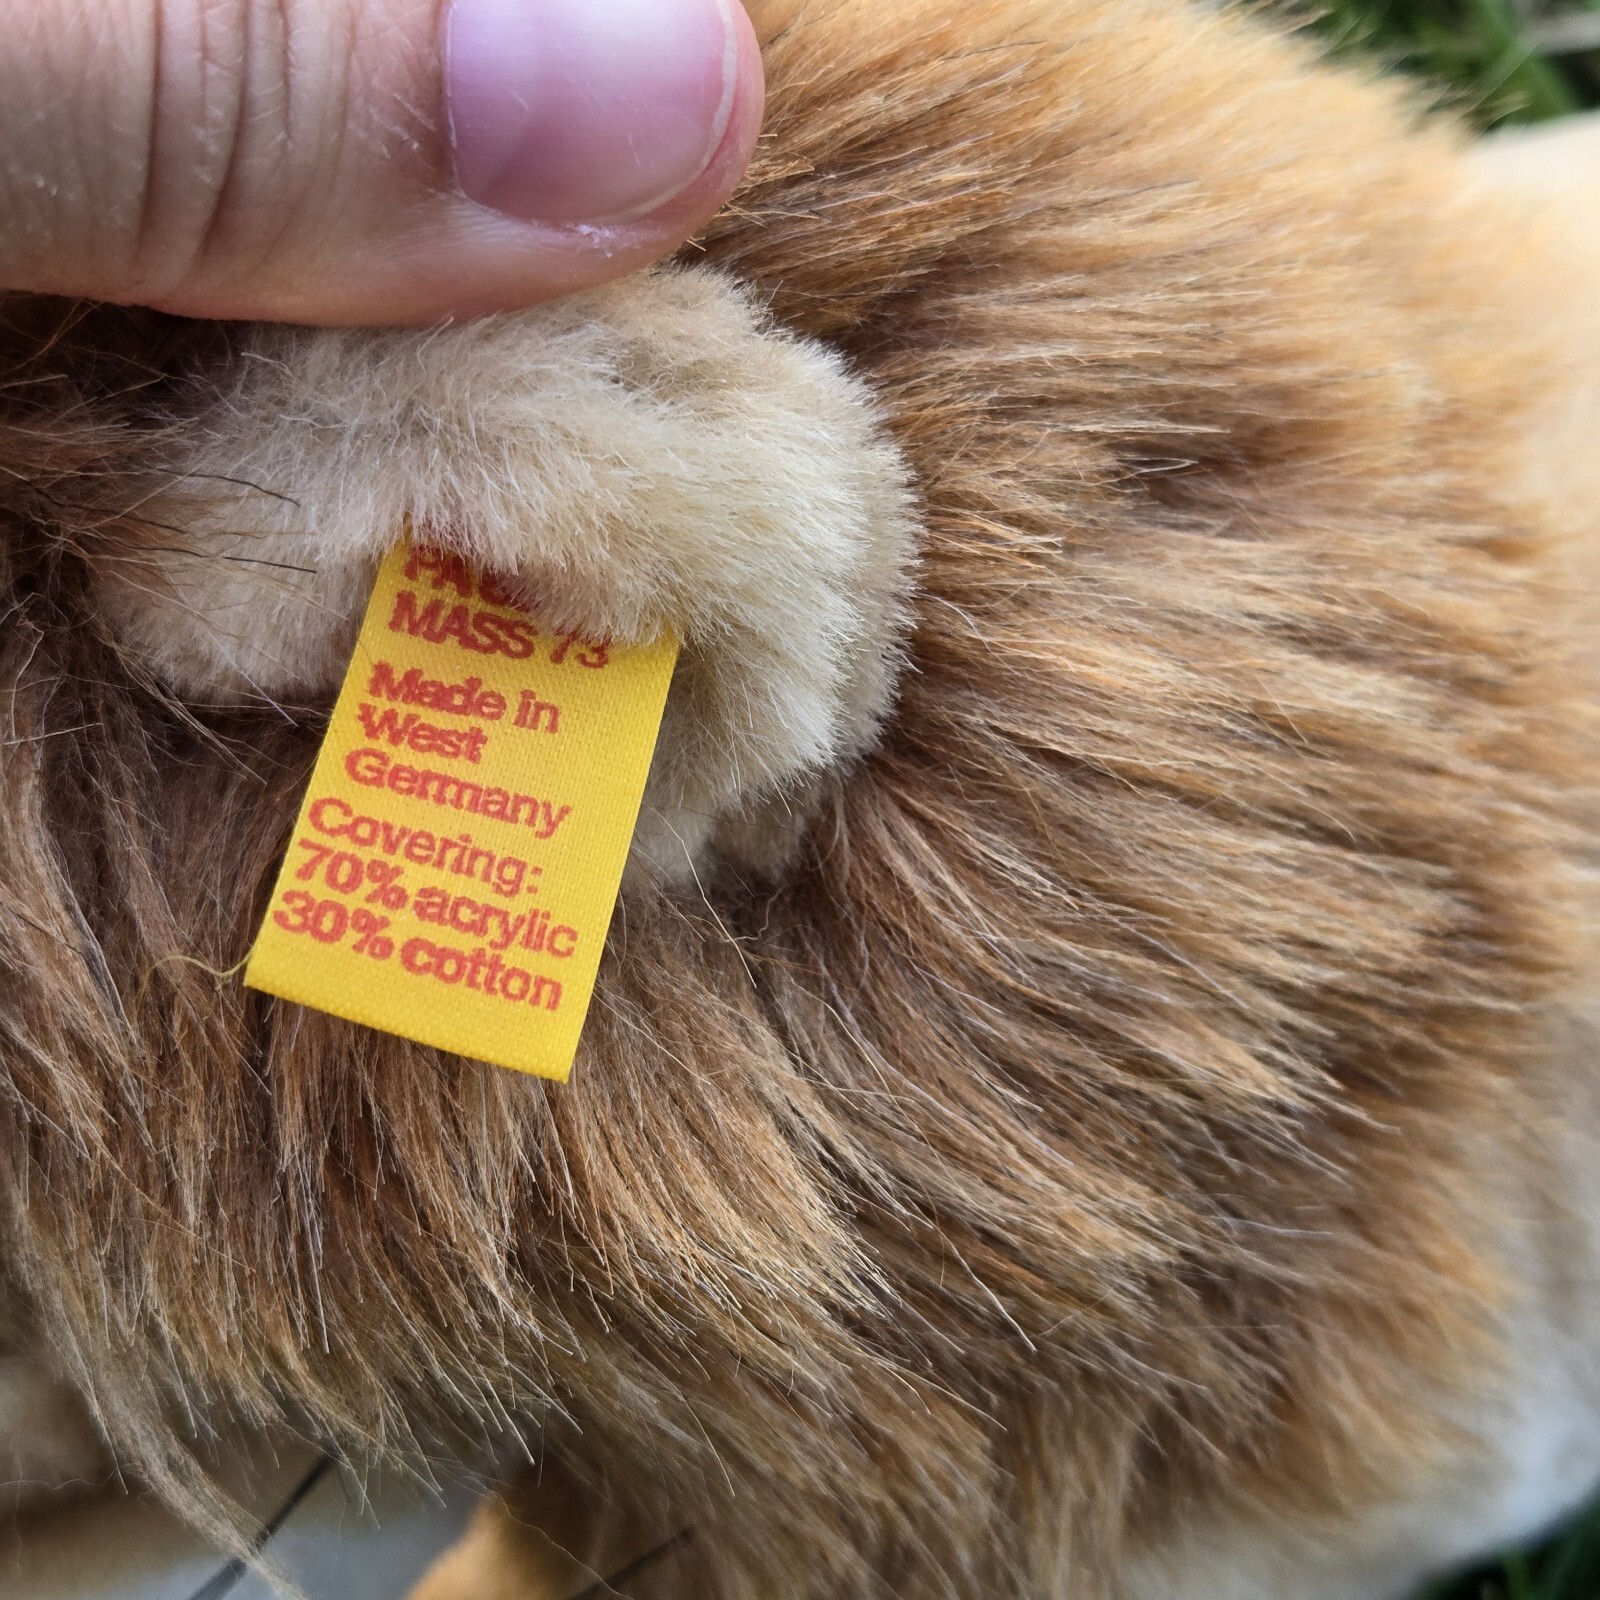 MASS 73
Made in
West
Germany
Covering:
70% acrylic
30% cotton